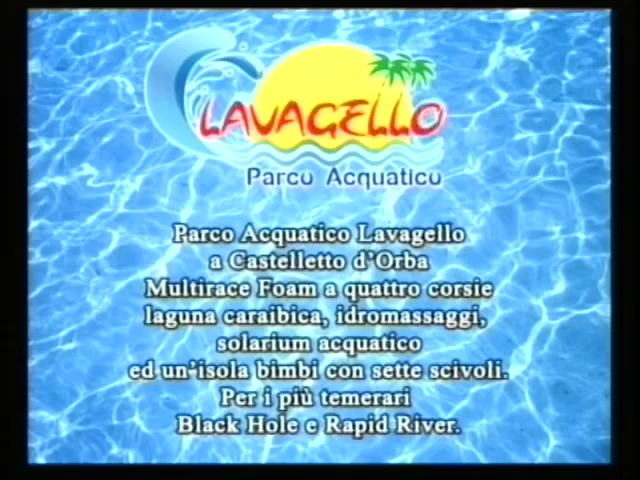 LAVAGELLO
Parco Acquatico
Parco Acquatico Lavagello
a Castelletto d'Orba
Multirace Foam a quattro corsie
laguna caraibica, idromassaggi,
solarium acquatico
ed un'isola bimbi con sette scivoli.
Per i più temerari
Black Hole e Rapid River.